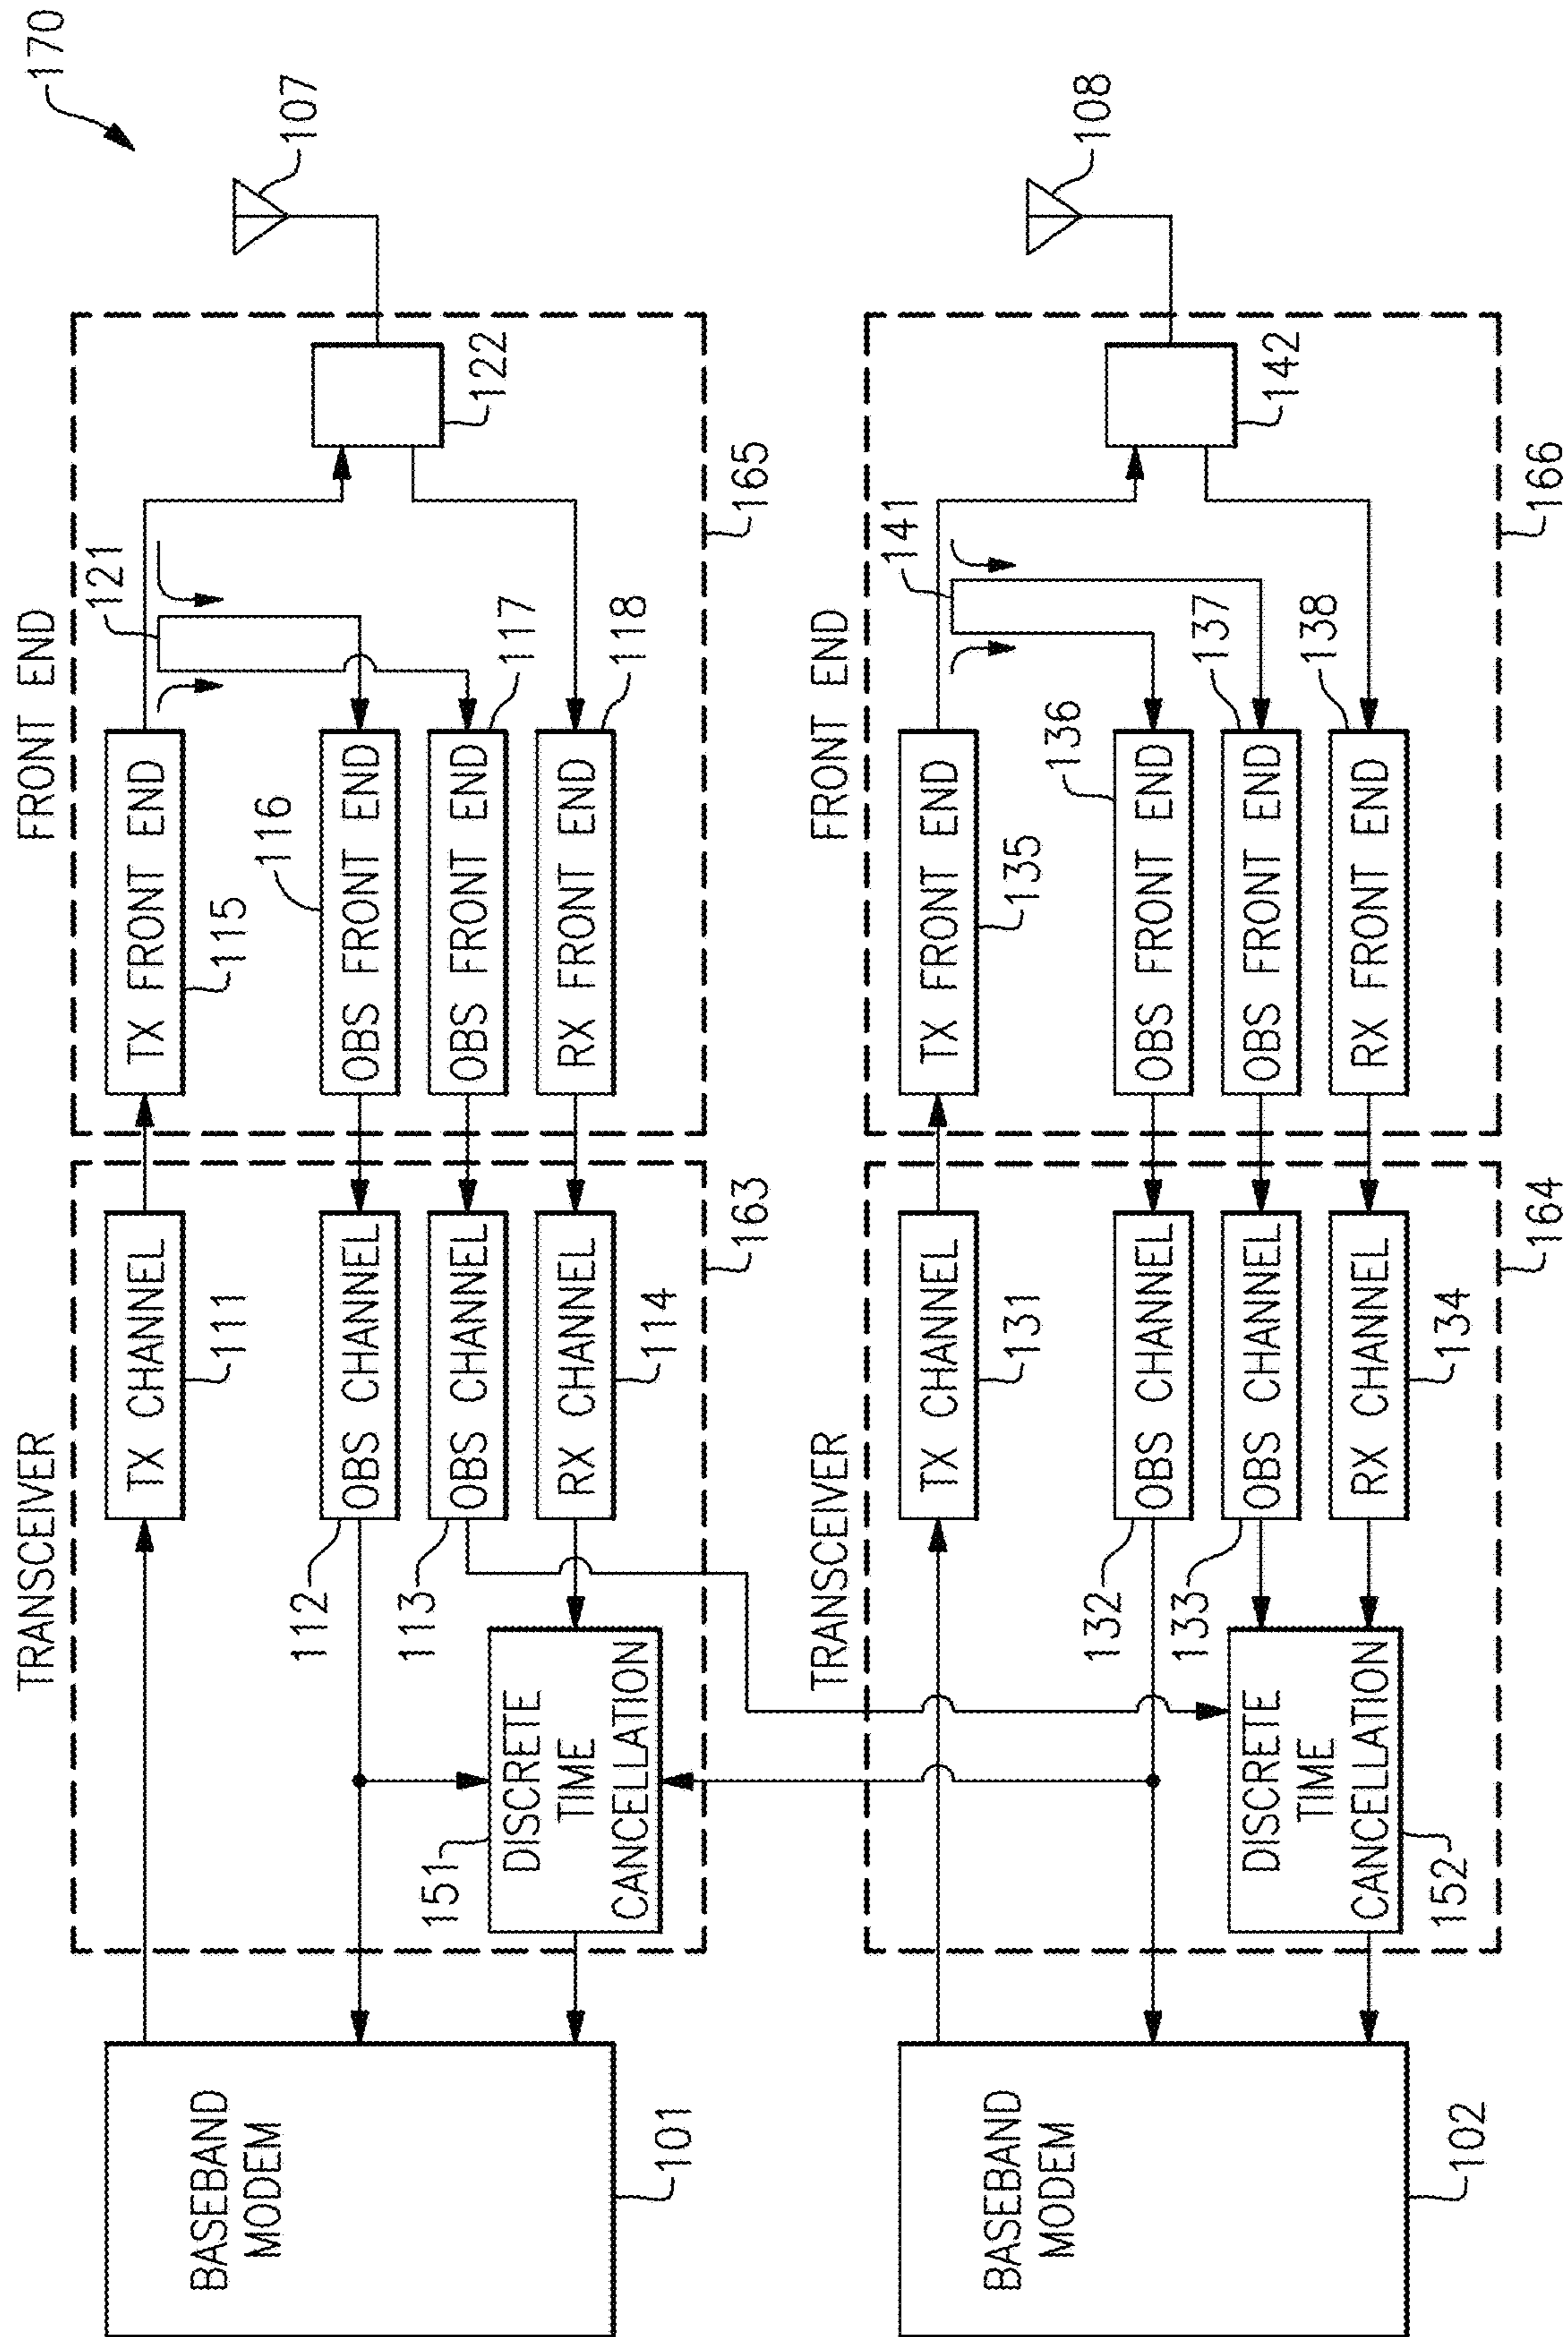 170
TRANSCEIVER
FRONT END
107
BASEBAND
MODEM
101
TX CHANNEL
111
TX FRONT END
115
121
122
112
OBS CHANNEL
116
OBS FRONT END
113
OBS CHANNEL
OBS FRONT END
117
151
DISCRETE
TIME
CANCELLATION
RX CHANNEL
114
RX FRONT END
118
163
165
TRANSCEIVER
FRONT END
108
BASEBAND
MODEM
102
TX CHANNEL
131
TX FRONT END
135
141
142
132
OBS CHANNEL
136
OBS FRONT END
133
OBS CHANNEL
OBS FRONT END
137
DISCRETE
TIME
CANCELLATION
152
RX CHANNEL
134
RX FRONT END
138
164
166